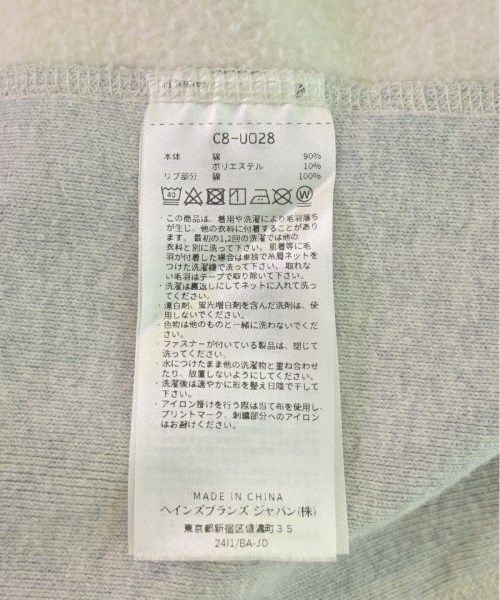 C8-U028
本体 綿 90%
ポリエステル 10%
リブ部分 綿 100%
40
・この商品は、着用や洗濯により毛羽落ち
が生じ、他の衣料に付着することがあり
ます。最初の1,2回の洗濯では他の
衣料と別に洗って下さい。肌着等に毛
羽が付着した場合は単独で糸屑ネットを
つけた洗濯機で洗って下さい。取れな
い毛羽はテープで取り除いて下さい。
・洗濯は裏返しにしてネットに入れて洗っ
てください。
・漂白剤、蛍光増白剤を含んだ洗剤は、使
用しないでください。
・色物は他のものと一緒に洗わないでくだ
さい。
・ファスナーが付いている製品は、閉じて
洗ってください。
・水につけたまま他の洗濯物と重ね合わせ
たり、放置しないようにしてください。
・洗濯後は速やかに形を整え日陰で干して
下さい。
・アイロン掛けを行う際は当て布を使用し、
プリントマーク、刺繍部分へのアイロン
はお避けください。
MADE IN CHINA
ヘインズブランズ ジャパン(株)
東京都新宿区信濃町35
2411/BA-JD